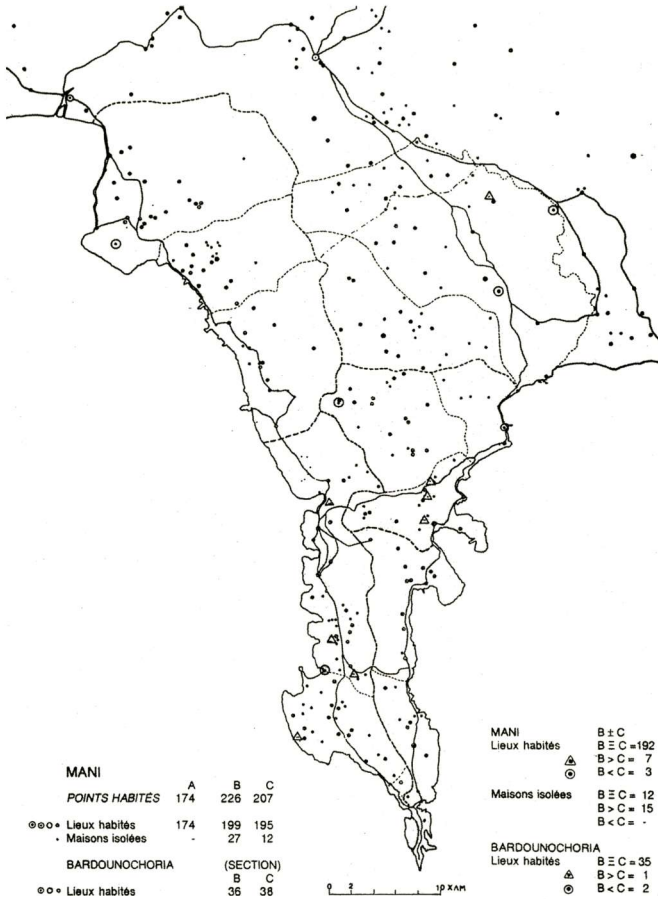 MANI
A B C
POINTS HABITÉS 174 226 207
Lieux habités 174 199 195
Maisons isolées - 27 12
BARDOUNOCHORIA (SECTION)
B C
Lieux habités 36 38
0 2 10 ΧΛΜ
MANI B ± C
Lieux habités B Ξ C = 192
B > C = 7
B < C = 3
Maisons isolées B Ξ C = 12
B > C = 15
B < C = -
BARDOUNOCHORIA
Lieux habités B Ξ C = 35
B > C = 1
B < C = 2